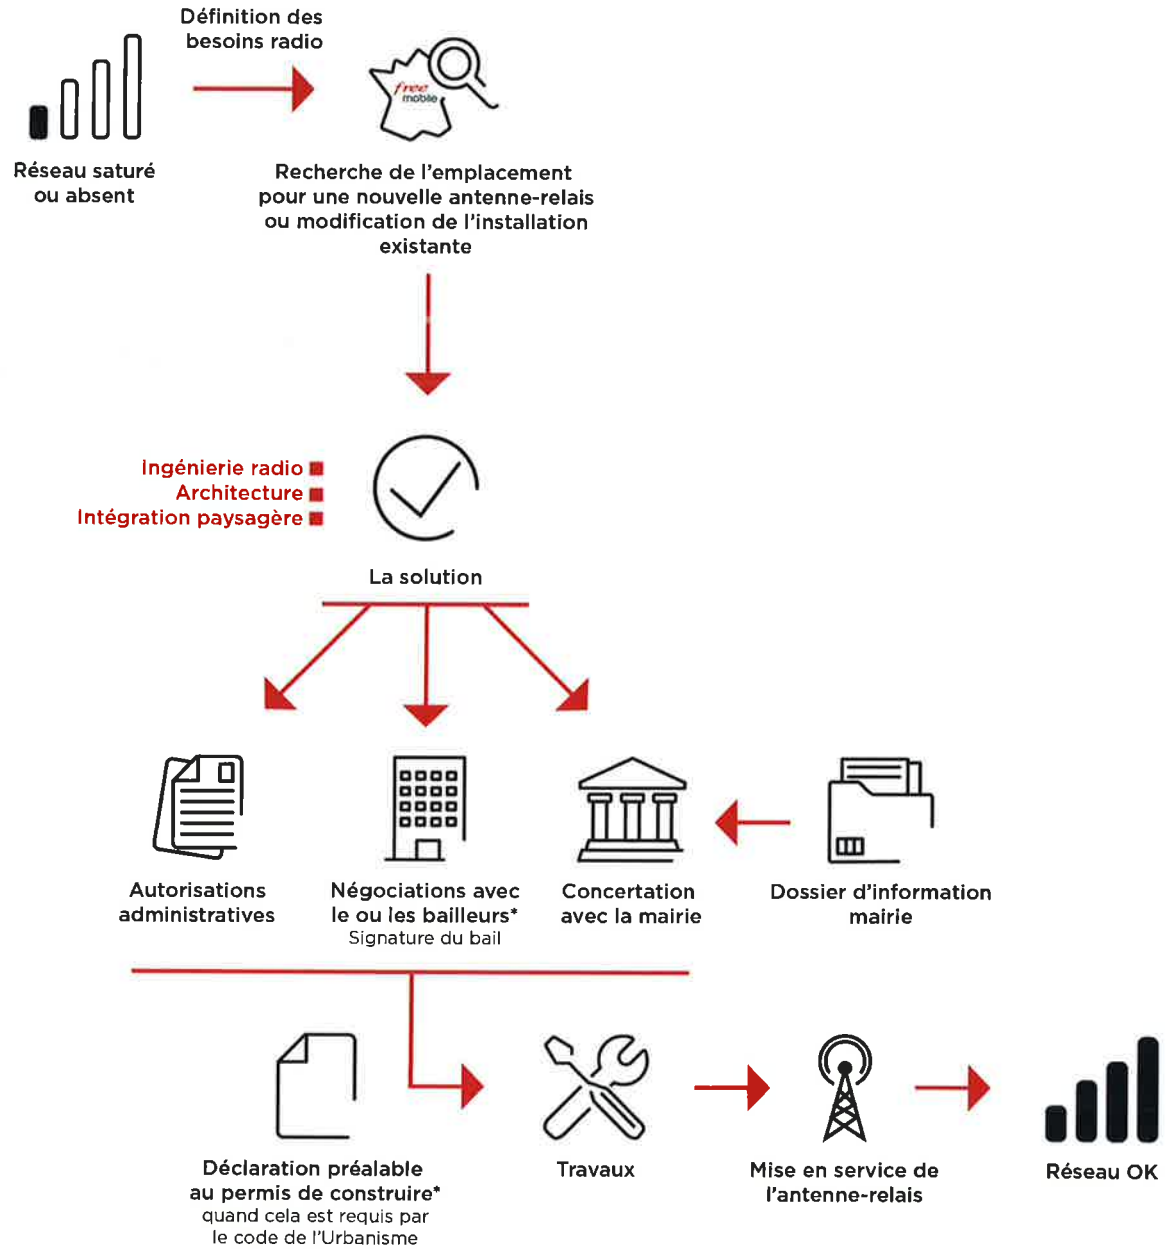 Définition des
besoins radio
free
mobile
Réseau saturé
ou absent
Recherche de l'emplacement
pour une nouvelle antenne-relais
ou modification de l'installation
existante
Ingénierie radio
Architecture
Intégration paysagère
La solution
Autorisations
administratives
Négociations avec
le ou les bailleurs*
Signature du bail
Concertation
avec la mairie
Dossier d'information
mairie
Déclaration préalable
au permis de construire*
quand cela est requis par
le code de l'Urbanisme
Travaux
Mise en service de
l'antenne-relais
Réseau OK